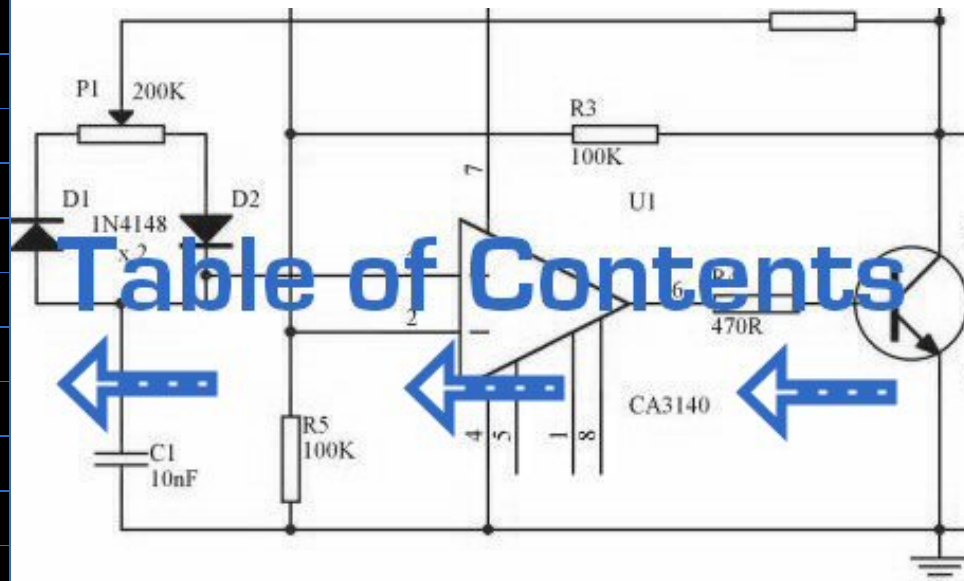 P1 200K
R3
100K
7
U1
D1
D2
1N4148
x 2
Table of Contents
2
6
470R
CA3140
R5
100K
4
5
1
8
C1
10nF